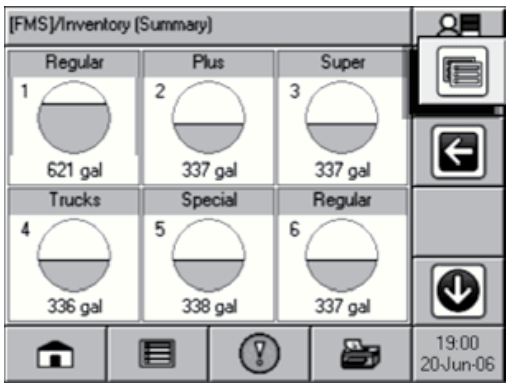 [FMS]/Inventory (Summary)
Regular
Plus
Super
1
2
3
621 gal
337 gal
337 gal
Trucks
Special
Regular
4
5
6
336 gal
338 gal
337 gal
19:00
20-Jun-06